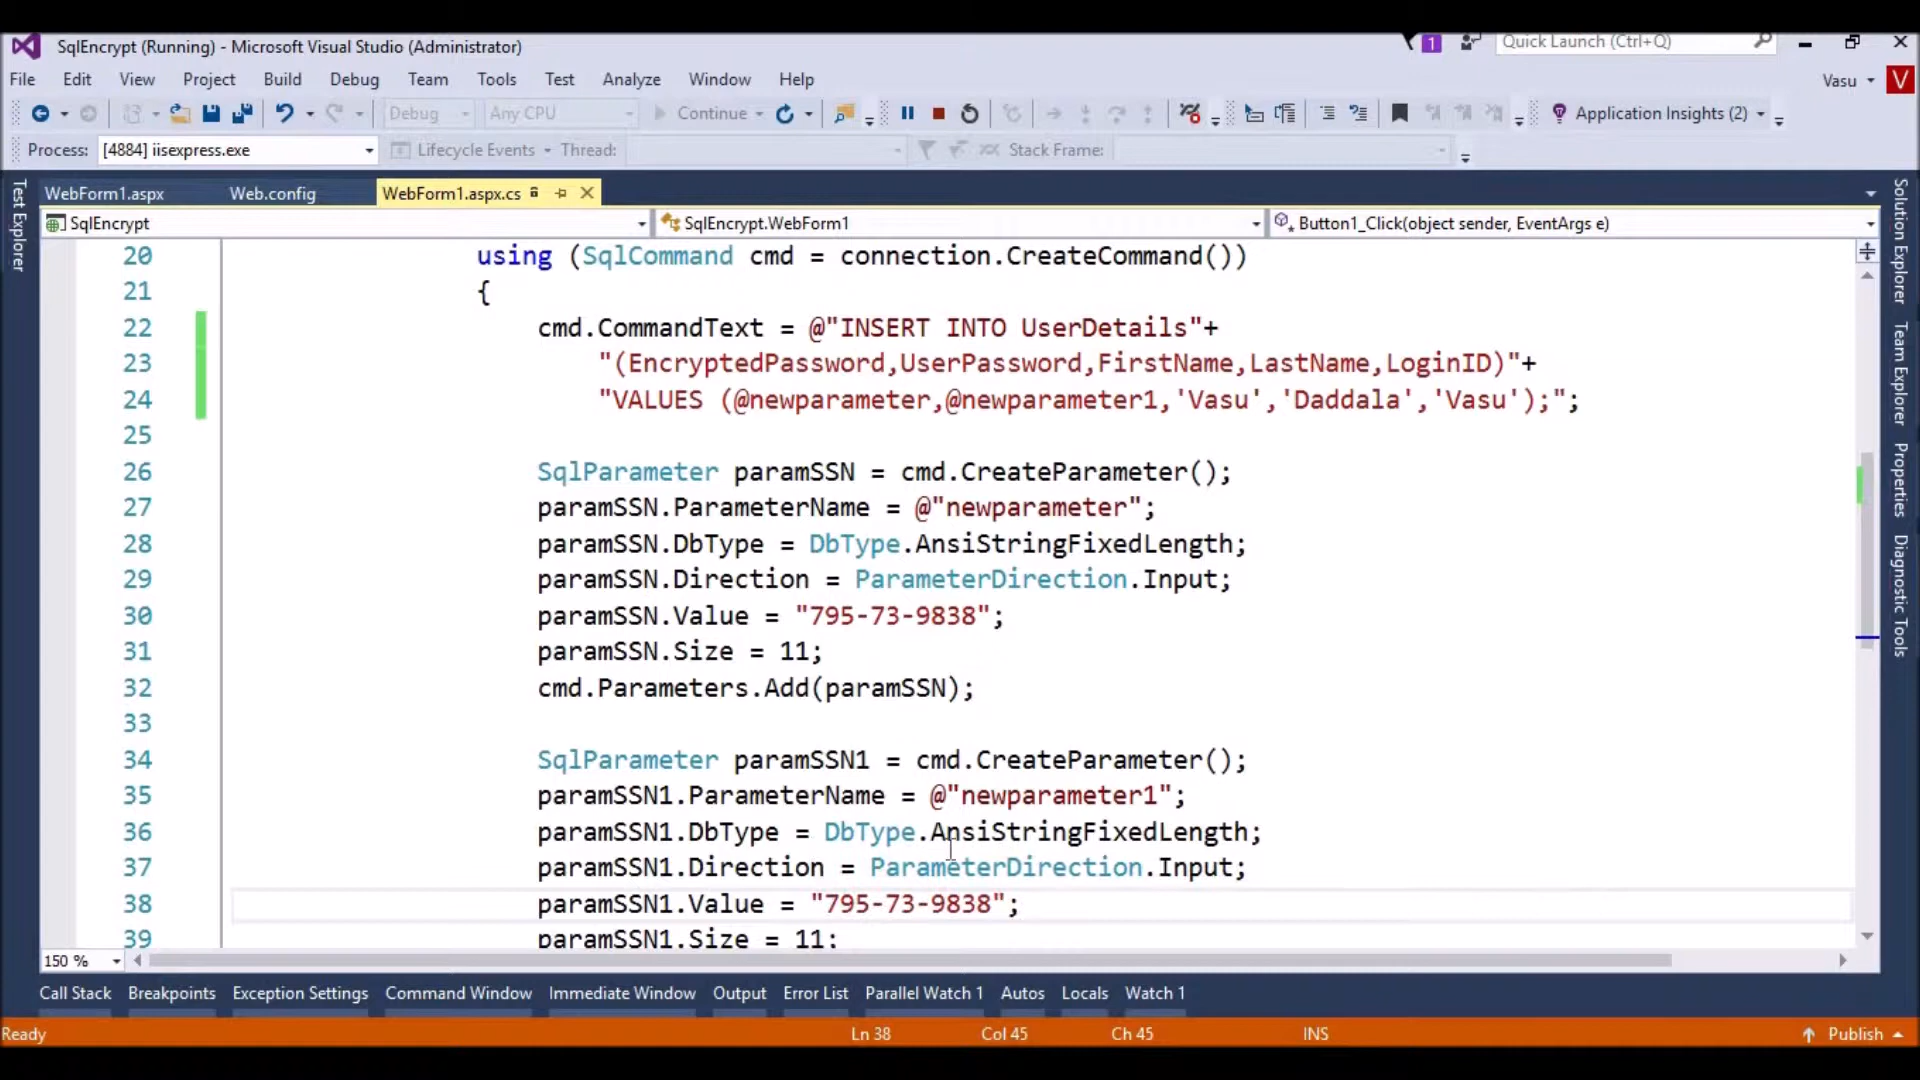 SqlEncrypt (Running) - Microsoft Visual Studio (Administrator)
1
Quick Launch (Ctrl+Q)
File Edit View Project Build Debug Team Tools Test Analyze Window Help
Vasu
V
Debug
Any CPU
Continue
Application Insights (2)
Process: [4884] iisexpress.exe
Lifecycle Events
Thread:
Stack Frame:
Test Explorer
WebForm1.aspx
Web.config
WebForm1.aspx.cs
SqlEncrypt
SqlEncrypt.WebForm1
Button1_Click(object sender, EventArgs e)
20 using (SqlCommand cmd = connection.CreateCommand())
21 {
22 cmd.CommandText = @"INSERT INTO UserDetails"+
23 "(EncryptedPassword,UserPassword,FirstName,LastName,LoginID)"+
24 "VALUES (@newparameter,@newparameter1,'Vasu','Daddala','Vasu');";
25
26 SqlParameter paramSSN = cmd.CreateParameter();
27 paramSSN.ParameterName = @"newparameter";
28 paramSSN.DbType = DbType.AnsiStringFixedLength;
29 paramSSN.Direction = ParameterDirection.Input;
30 paramSSN.Value = "795-73-9838";
31 paramSSN.Size = 11;
32 cmd.Parameters.Add(paramSSN);
33
34 SqlParameter paramSSN1 = cmd.CreateParameter();
35 paramSSN1.ParameterName = @"newparameter1";
36 paramSSN1.DbType = DbType.AnsiStringFixedLength;
37 paramSSN1.Direction = ParameterDirection.Input;
38 paramSSN1.Value = "795-73-9838";
39 paramSSN1.Size = 11;
Solution Explorer
Team Explorer
Properties
Diagnostic Tools
150 %
Call Stack Breakpoints Exception Settings Command Window Immediate Window Output Error List Parallel Watch 1 Autos Locals Watch 1
Ready
Ln 38
Col 45
Ch 45
INS
Publish